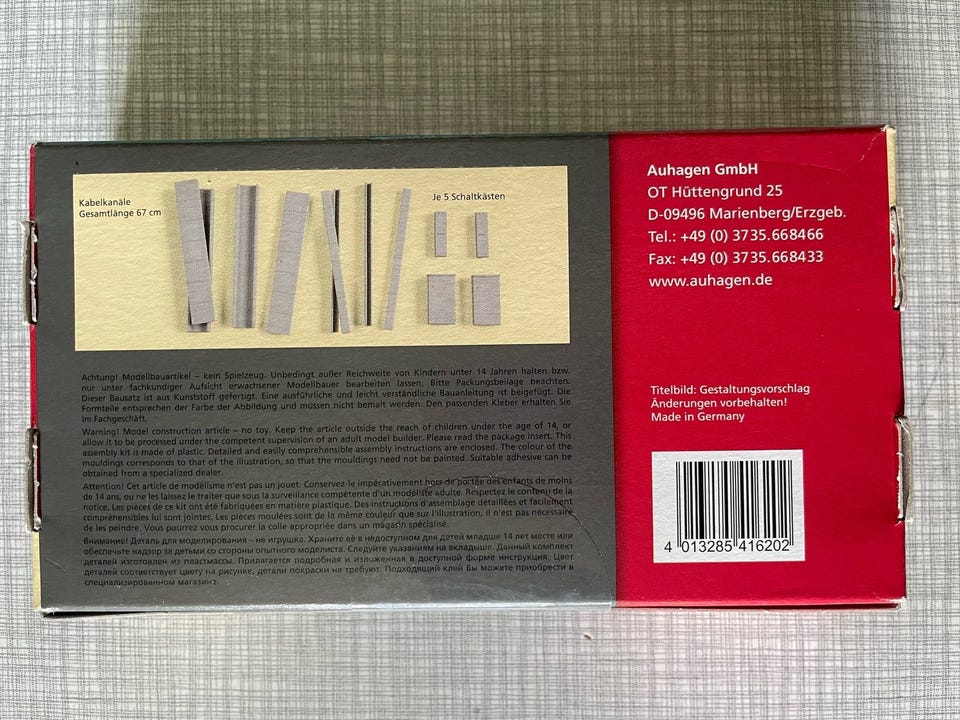 Kabelkanäle
Gesamtlänge 67 cm
Je 5 Schaltkästen
Achtung! Modellbauartikel – kein Spielzeug. Unbedingt außer Reichweite von Kindern unter 14 Jahren halten bzw.
nur unter fachkundiger Aufsicht erwachsener Modellbauer bearbeiten lassen. Bitte Packungsbeilage beachten.
Dieser Bausatz ist aus Kunststoff gefertigt. Eine ausführliche und leicht verständliche Bauanleitung ist beigefügt. Die
Formteile entsprechen der Farbe der Abbildung und müssen nicht bemalt werden. Den passenden Kleber erhalten Sie
im Fachgeschäft.
Warning! Model construction article – no toy. Keep the article outside the reach of children under the age of 14, or
allow it to be processed under the competent supervision of an adult model builder. Please read the package insert. This
assembly kit is made of plastic. Detailed and easily comprehensible assembly instructions are enclosed. The colour of the
mouldings corresponds to that of the illustration, so that the mouldings need not be painted. Suitable adhesive can be
obtained from a specialized dealer.
Attention! Cet article de modélisme n'est pas un jouet. Conservez-le impérativement hors de portée des enfants de moins
de 14 ans, ou ne les laissez le traiter que sous la surveillance compétente d'un modéliste adulte. Respectez le contenu de la
notice. Les pièces de ce kit ont été fabriquées en matière plastique. Des instructions d'assemblage détaillées et facilement
compréhensibles lui sont jointes. Les pièces moulées sont de la même couleur que sur l'illustration, il n'est pas nécessaire
de les peindre. Vous pourrez vous procurer la colle appropriée dans un magasin spécialisé.
Внимание! Деталь для моделирования – не игрушка. Храните её в недоступном для детей младше 14 лет месте или
обеспечьте надзор за детьми со стороны опытного моделиста. Следуйте указаниям на вкладыше. Данный комплект
деталей изготовлен из пластмассы. Прилагается подробная и изложенная в доступной форме инструкция. Цвет
деталей соответствует цвету на рисунке, детали покраски не требуют. Подходящий клей Вы можете приобрести в
специализированном магазине.
Auhagen GmbH
OT Hüttengrund 25
D-09496 Marienberg/Erzgeb.
Tel.: +49 (0) 3735.668466
Fax: +49 (0) 3735.668433
www.auhagen.de
Titelbild: Gestaltungsvorschlag
Änderungen vorbehalten!
Made in Germany
4 013285 416202